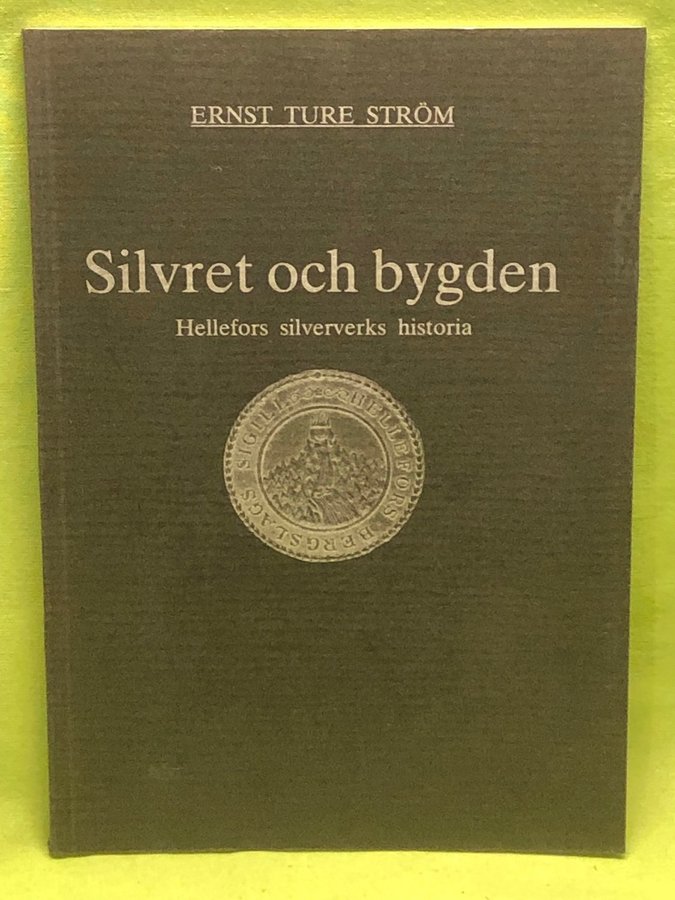 ERNST TURE STRÖM
Silvret och bygden
Hellefors silververks historia
HELLEFORS BERGSLAGS SIGILL